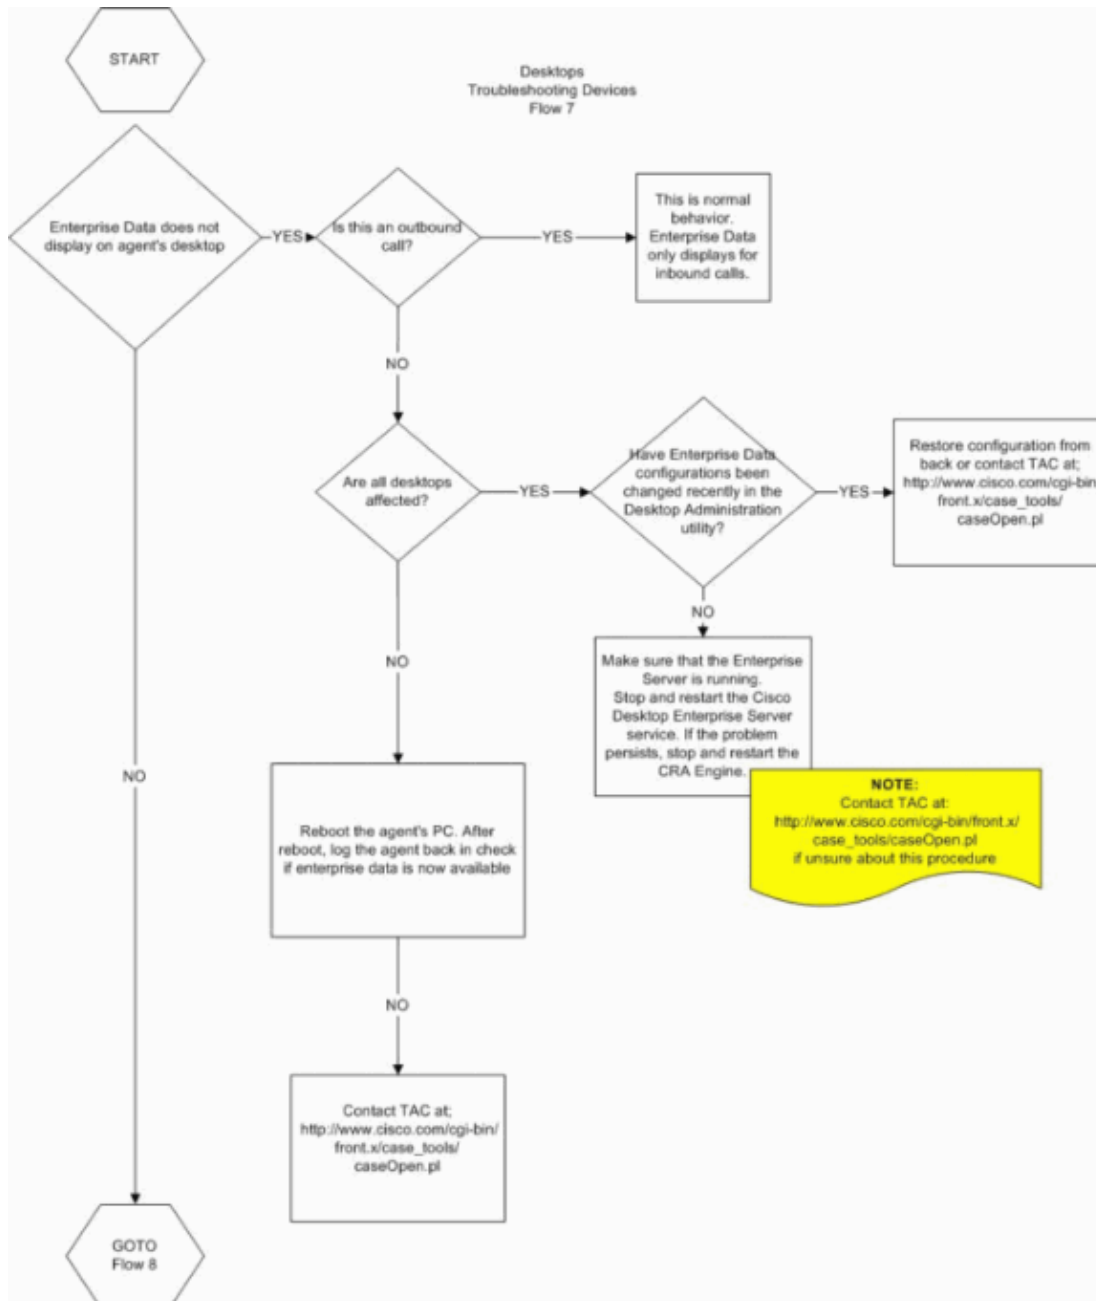 START
Desktops
Troubleshooting Devices
Flow 7
Enterprise Data does not
display on agent's desktop
YES
Is this an outbound
call?
YES
This is normal
behavior.
Enterprise Data
only displays for
inbound calls.
NO
Are all desktops
affected?
YES
Have Enterprise Data
configurations been
changed recently in the
Desktop Administration
utility?
YES
Restore configuration from
back or contact TAC at;
http://www.cisco.com/cgi-bin
front.x/case_tools/
caseOpen.pl
NO
Make sure that the Enterprise
Server is running.
Stop and restart the Cisco
Desktop Enterprise Server
service. If the problem
persists, stop and restart the
CRA Engine.
NOTE:
Contact TAC at:
http://www.cisco.com/cgi-bin/front.x/
case_tools/caseOpen.pl
if unsure about this procedure
NO
Reboot the agent's PC. After
reboot, log the agent back in check
if enterprise data is now available
NO
Contact TAC at;
http://www.cisco.com/cgi-bin/
front.x/case_tools/
caseOpen.pl
NO
GOTO
Flow 8